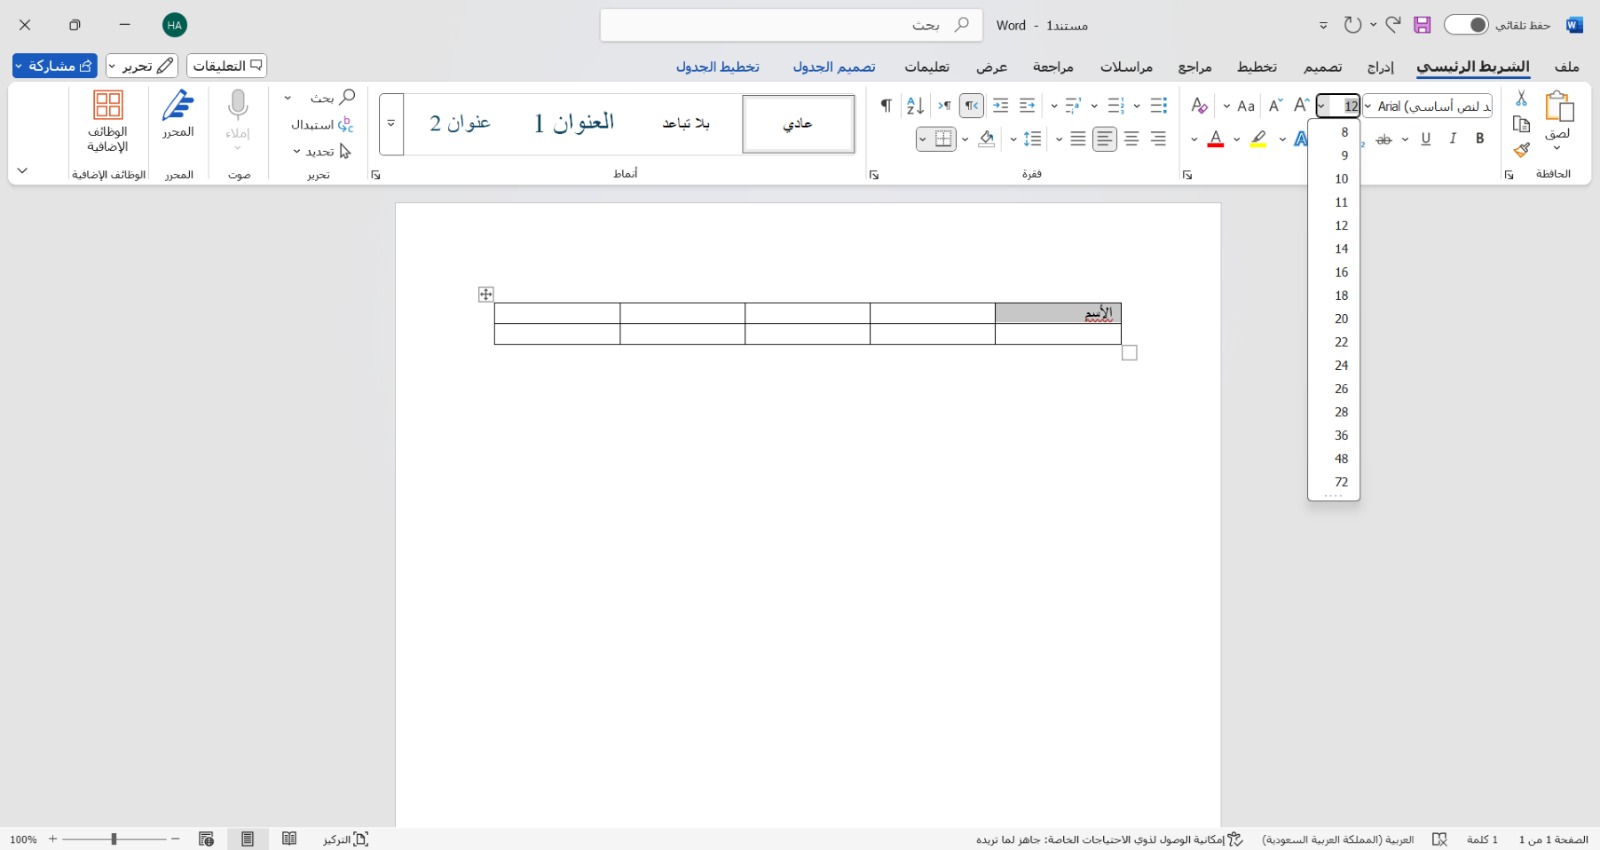 حفظ تلقائي
مستند1 - Word
بحث
HA
ملف
الشريط الرئيسي
إدراج
تصميم
تخطيط
مراجع
مراسلات
مراجعة
عرض
تعليمات
تصميم الجدول
تخطيط الجدول
التعليقات
تحرير
مشاركة
لصق
الحافظة
Arial (د لنص أساسي
12
Aa
B I U ab
A A
فقرة
عادي
بلا تباعد
العنوان 1
عنوان 2
أنماط
بحث
استبدال
تحديد
تحرير
إملاء
صوت
المحرر
المحرر
الوظائف
الإضافية
الوظائف الإضافية
8
9
10
11
12
14
16
18
20
22
24
26
28
36
48
72
الإسم
الصفحة 1 من 1
1 كلمة
العربية (المملكة العربية السعودية)
إمكانية الوصول لذوي الاحتياجات الخاصة: جاهز لما تريده
التركيز
100%